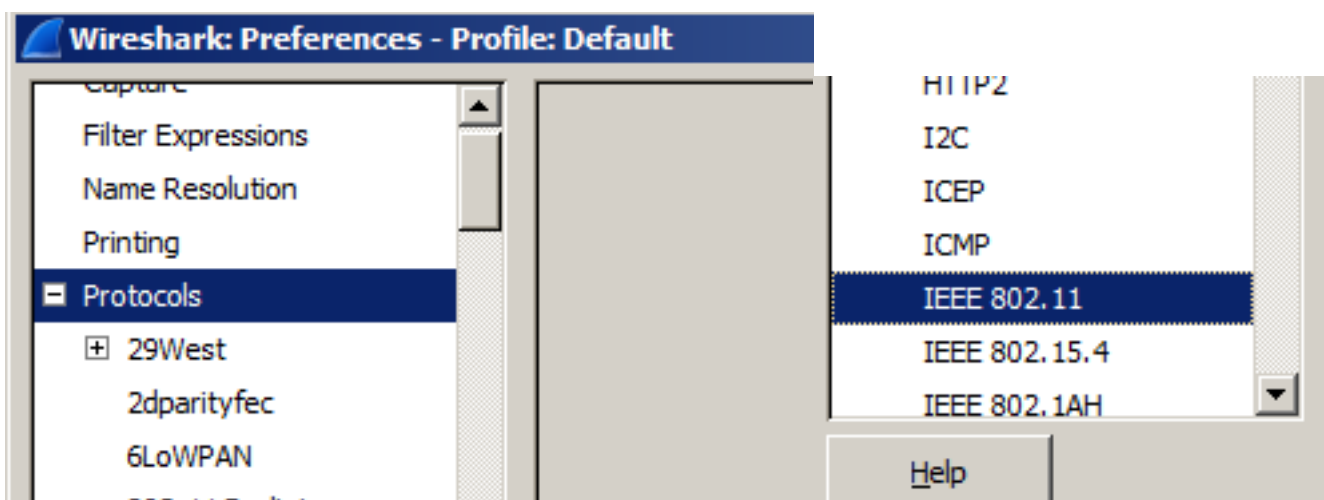 Wireshark: Preferences - Profile: Default
Capture
Filter Expressions
Name Resolution
Printing
Protocols
29West
2dparityfec
6LoWPAN
HTTP2
I2C
ICEP
ICMP
IEEE 802.11
IEEE 802.15.4
IEEE 802.1AH
Help